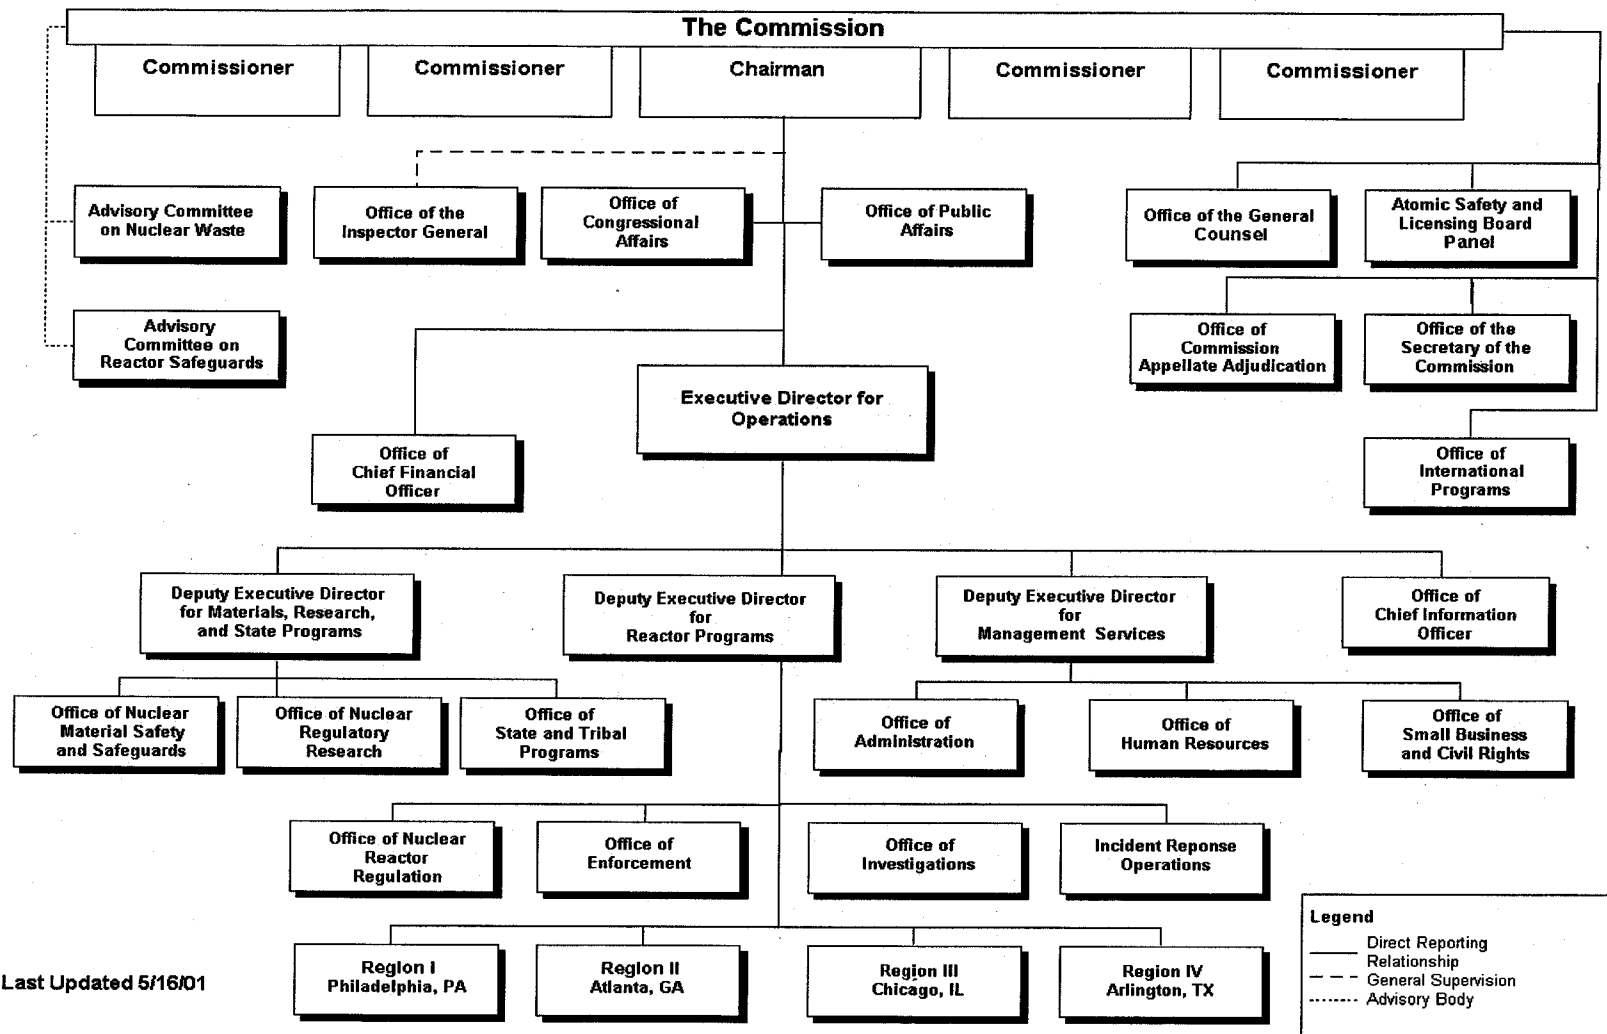 The Commission
Commissioner
Commissioner
Chairman
Commissioner
Commissioner
Advisory Committee
on Nuclear Waste
Office of the
Inspector General
Office of
Congressional
Affairs
Office of Public
Affairs
Office of the General
Counsel
Atomic Safety and
Licensing Board
Panel
Advisory
Committee on
Reactor Safeguards
Office of
Commission
Appellate Adjudication
Office of the
Secretary of the
Commission
Executive Director for
Operations
Office of
Chief Financial
Officer
Office of
International
Programs
Deputy Executive Director
for Materials, Research,
and State Programs
Deputy Executive Director
for
Reactor Programs
Deputy Executive Director
for
Management Services
Office of
Chief Information
Officer
Office of Nuclear
Material Safety
and Safeguards
Office of Nuclear
Regulatory
Research
Office of
State and Tribal
Programs
Office of
Administration
Office of
Human Resources
Office of
Small Business
and Civil Rights
Office of Nuclear
Reactor
Regulation
Office of
Enforcement
Office of
Investigations
Incident Reponse
Operations
Region I
Philadelphia, PA
Region II
Atlanta, GA
Region III
Chicago, IL
Region IV
Arlington, TX
Last Updated 5/16/01
Legend
Direct Reporting
Relationship
General Supervision
Advisory Body